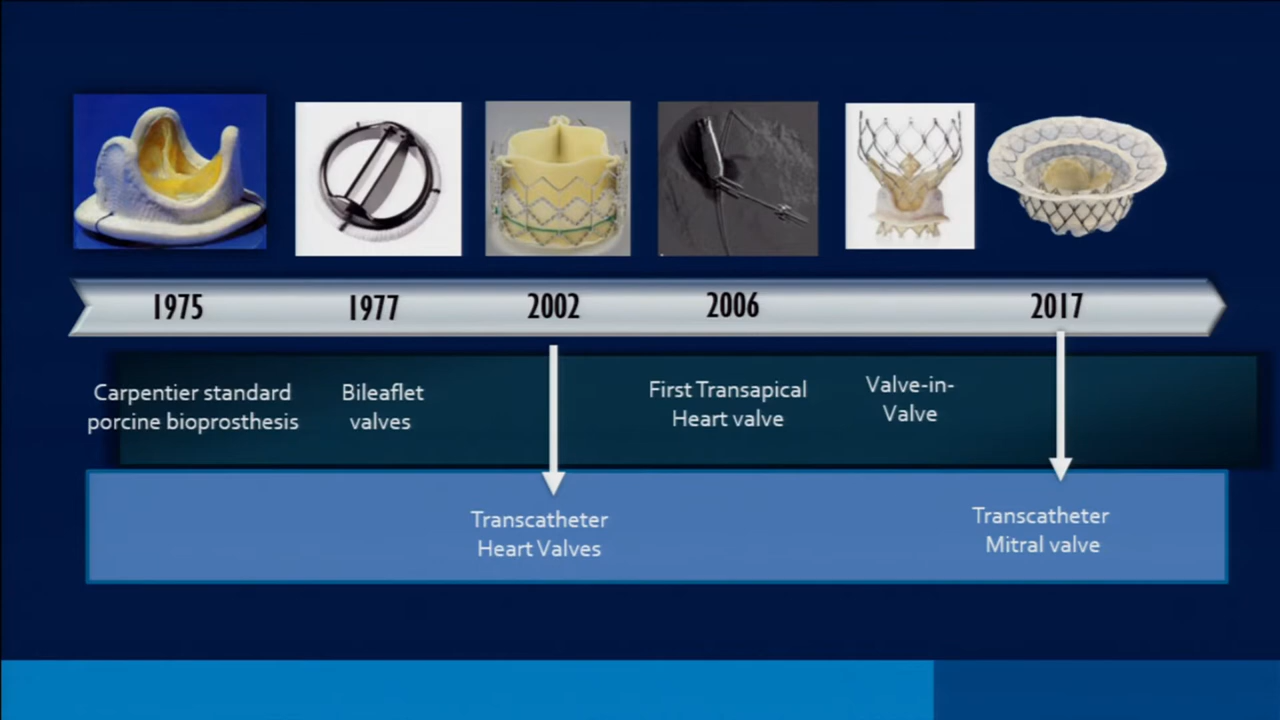 1975
1977
2002
2006
2017
Carpentier standard
porcine bioprosthesis
Bileaflet
valves
First Transapical
Heart valve
Valve-in-
Valve
Transcatheter
Heart Valves
Transcatheter
Mitral valve